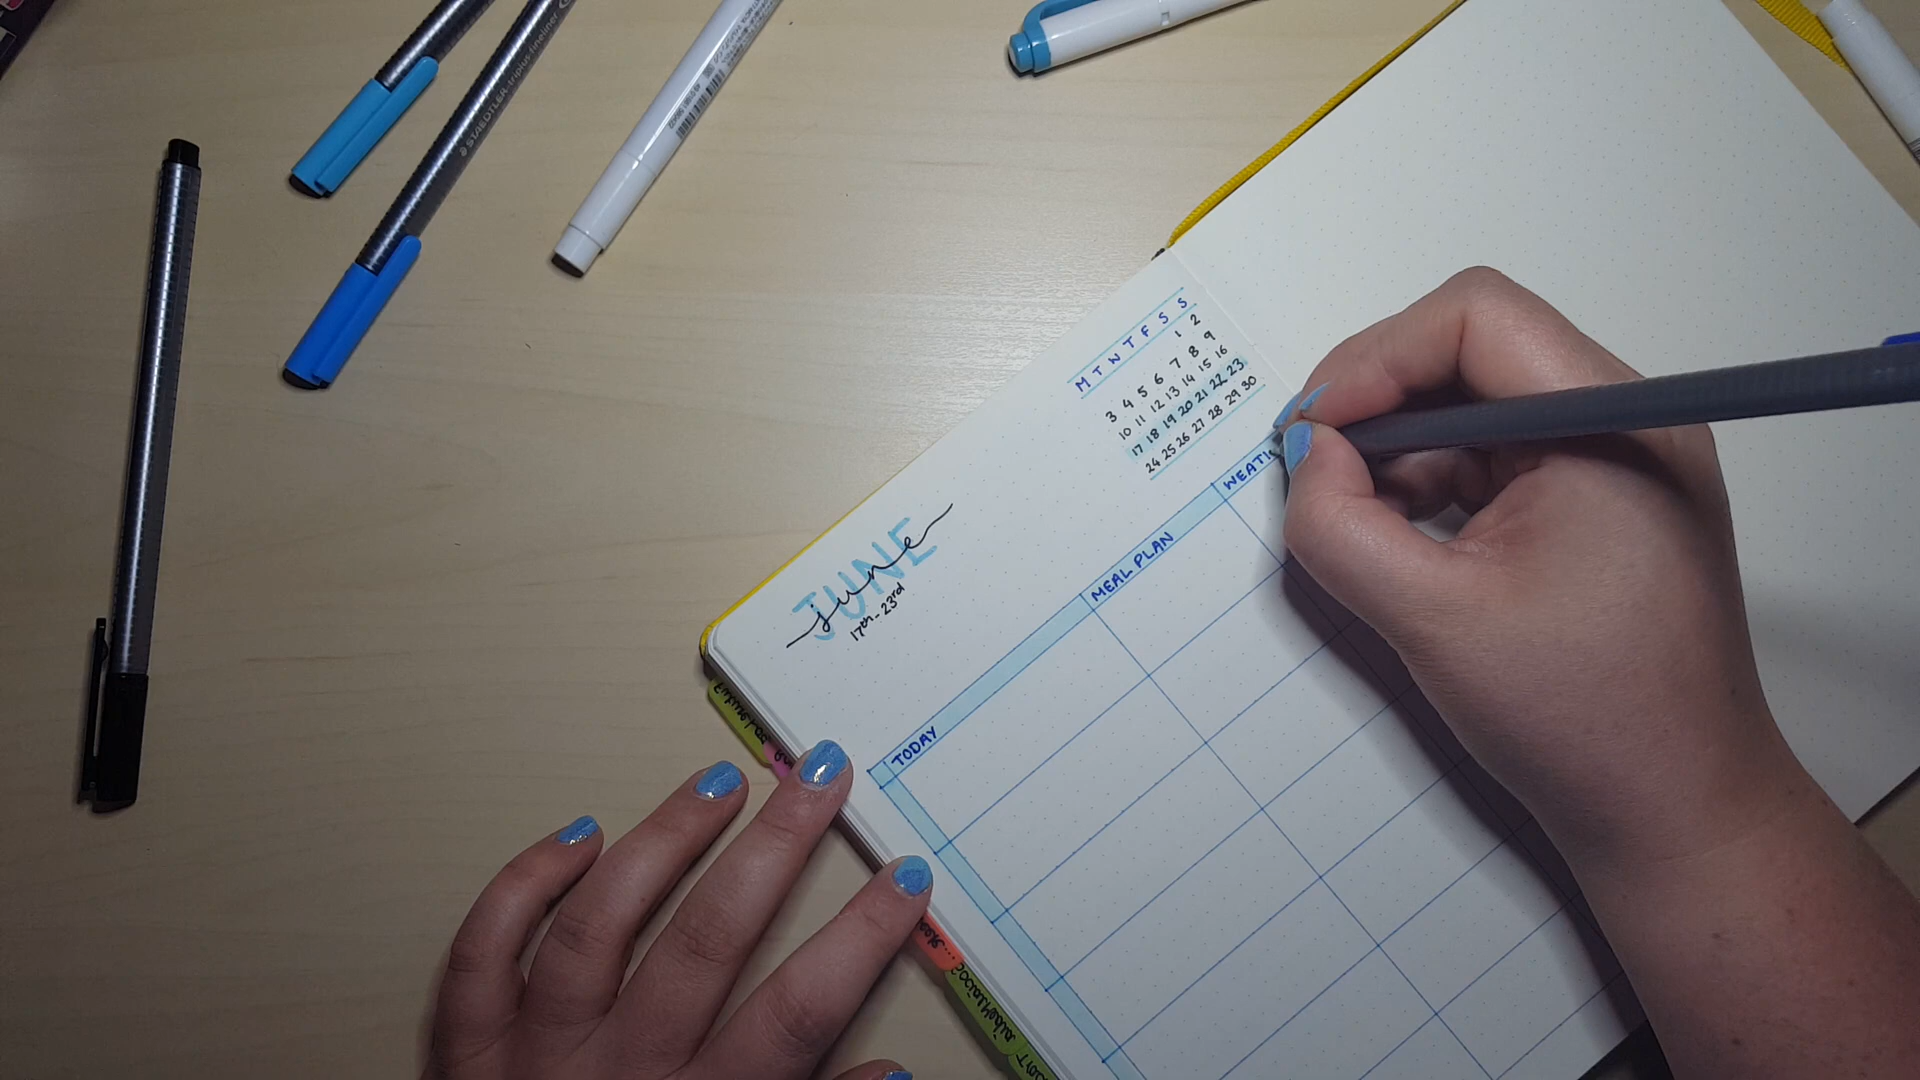 STAEDTLER triplus fineliner
M T W T F S S
1 2
3 4 5 6 7 8 9
10 11 12 13 14 15 16
17 18 19 20 21 22 23
24 25 26 27 28 29 30
JUNE
june
17th - 23rd
TODAY
MEAL PLAN